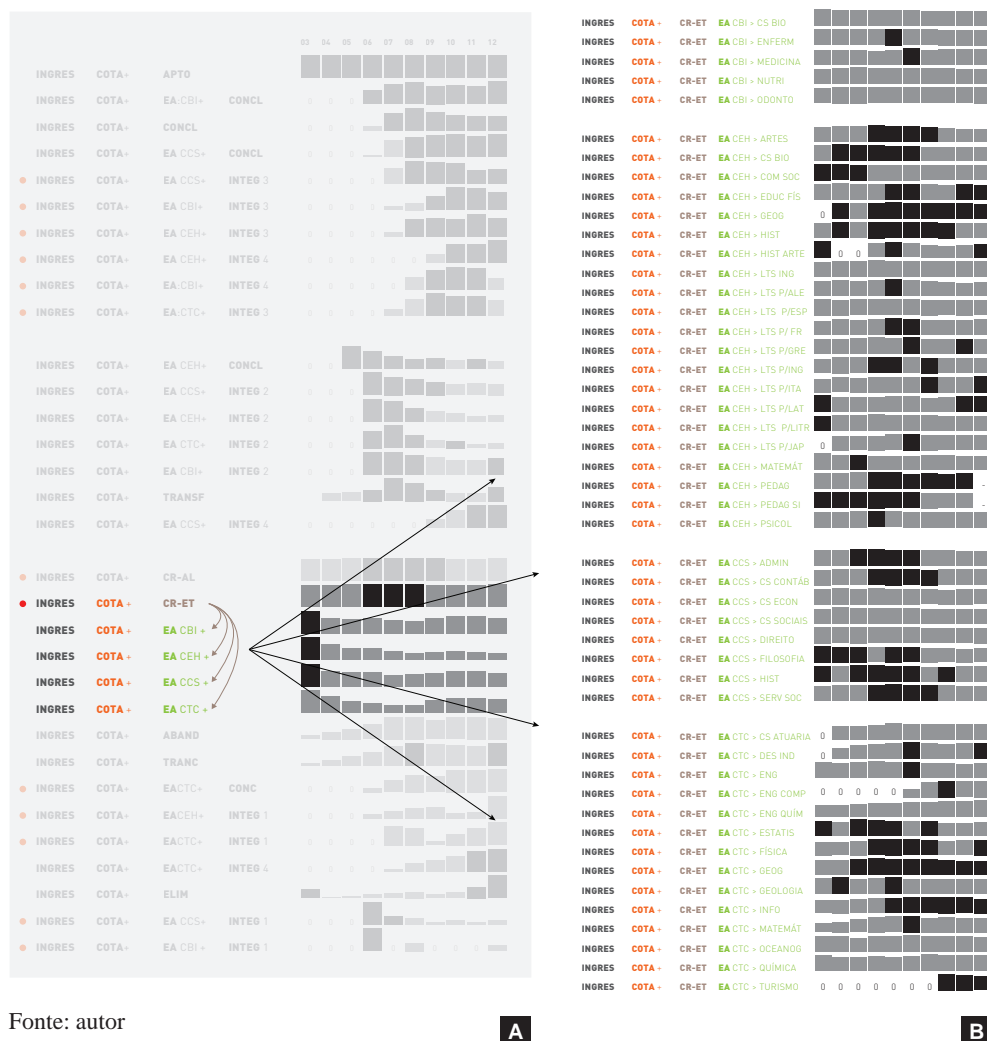 03 04 05 06 07 08 09 10 11 12
INGRES COTA+ APTO
INGRES COTA+ EA:CBI+ CONCL
INGRES COTA+ CONCL
INGRES COTA+ EA CCS+ CONCL
INGRES COTA+ EA CCS+ INTEG 3
INGRES COTA+ EA CBI+ INTEG 3
INGRES COTA+ EA CEH+ INTEG 3
INGRES COTA+ EA CEH+ INTEG 4
INGRES COTA+ EA:CBI+ INTEG 4
INGRES COTA+ EA:CTC+ INTEG 3
INGRES COTA+ EA CEH+ CONCL
INGRES COTA+ EA CCS+ INTEG 2
INGRES COTA+ EA CEH+ INTEG 2
INGRES COTA+ EA CTC+ INTEG 2
INGRES COTA+ EA CBI+ INTEG 2
INGRES COTA+ TRANSF
INGRES COTA+ EA CCS+ INTEG 4
INGRES COTA+ CR-AL
INGRES COTA + CR-ET
INGRES COTA + EA CBI +
INGRES COTA + EA CEH +
INGRES COTA + EA CCS +
INGRES COTA + EA CTC +
INGRES COTA+ ABAND
INGRES COTA+ TRANC
INGRES COTA+ EACTC+ CONC
INGRES COTA+ EACEH+ INTEG 1
INGRES COTA+ EACTC+ INTEG 1
INGRES COTA+ EACTC+ INTEG 4
INGRES COTA+ ELIM
INGRES COTA+ EA CCS+ INTEG 1
INGRES COTA+ EA CBI + INTEG 1
Fonte: autor
A
INGRES COTA + CR-ET EA CBI > CS BIO
INGRES COTA + CR-ET EA CBI > ENFERM
INGRES COTA + CR-ET EA CBI > MEDICINA
INGRES COTA + CR-ET EA CBI > NUTRI
INGRES COTA + CR-ET EA CBI > ODONTO
INGRES COTA + CR-ET EA CEH > ARTES
INGRES COTA + CR-ET EA CEH > CS BIO
INGRES COTA + CR-ET EA CEH > COM SOC
INGRES COTA + CR-ET EA CEH > EDUC FÍS
INGRES COTA + CR-ET EA CEH > GEOG 0
INGRES COTA + CR-ET EA CEH > HIST
INGRES COTA + CR-ET EA CEH > HIST ARTE 0 0
INGRES COTA + CR-ET EA CEH > LTS ING
INGRES COTA + CR-ET EA CEH > LTS P/ALE
INGRES COTA + CR-ET EA CEH > LTS P/ESP
INGRES COTA + CR-ET EA CEH > LTS P/ FR
INGRES COTA + CR-ET EA CEH > LTS P/GRE
INGRES COTA + CR-ET EA CEH > LTS P/ING
INGRES COTA + CR-ET EA CEH > LTS P/ITA
INGRES COTA + CR-ET EA CEH > LTS P/LAT
INGRES COTA + CR-ET EA CEH > LTS P/LITR
INGRES COTA + CR-ET EA CEH > LTS P/JAP 0
INGRES COTA + CR-ET EA CEH > MATEMÁT
INGRES COTA + CR-ET EA CEH > PEDAG -
INGRES COTA + CR-ET EA CEH > PEDAG SI -
INGRES COTA + CR-ET EA CEH > PSICOL
INGRES COTA + CR-ET EA CCS > ADMIN
INGRES COTA + CR-ET EA CCS > CS CONTÁB
INGRES COTA + CR-ET EA CCS > CS ECON
INGRES COTA + CR-ET EA CCS > CS SOCIAIS
INGRES COTA + CR-ET EA CCS > DIREITO
INGRES COTA + CR-ET EA CCS > FILOSOFIA
INGRES COTA + CR-ET EA CCS > HIST
INGRES COTA + CR-ET EA CCS > SERV SOC
INGRES COTA + CR-ET EA CTC > CS ATUARIA 0
INGRES COTA + CR-ET EA CTC > DES IND 0
INGRES COTA + CR-ET EA CTC > ENG
INGRES COTA + CR-ET EA CTC > ENG COMP 0 0 0 0 0
INGRES COTA + CR-ET EA CTC > ENG QUÍM
INGRES COTA + CR-ET EA CTC > ESTATIS
INGRES COTA + CR-ET EA CTC > FÍSICA
INGRES COTA + CR-ET EA CTC > GEOG
INGRES COTA + CR-ET EA CTC > GEOLOGIA
INGRES COTA + CR-ET EA CTC > INFO
INGRES COTA + CR-ET EA CTC > MATEMÁT
INGRES COTA + CR-ET EA CTC > OCEANOG
INGRES COTA + CR-ET EA CTC > QUÍMICA
INGRES COTA + CR-ET EA CTC > TURISMO 0 0 0 0 0 0 0
B